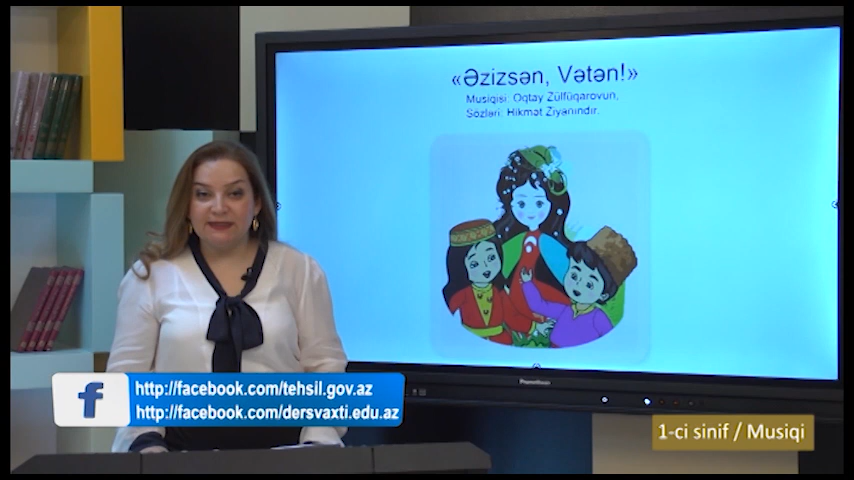 «Əzizsən, Vətən!»
Musiqisi: Oqtay Zülfüqarovun,
Sözləri: Hikmət Ziyanındır.
http://facebook.com/tehsil.gov.az
http://facebook.com/dersvaxti.edu.az
1-ci sinif / Musiqi